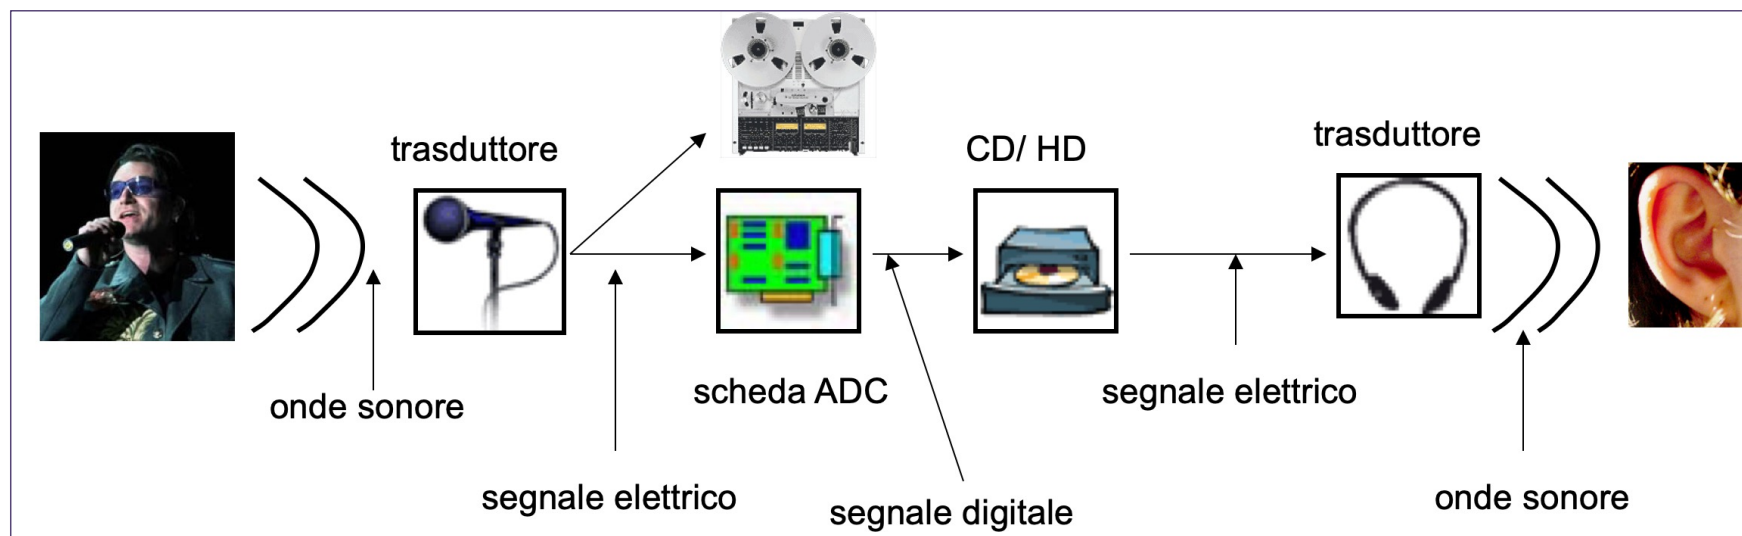 trasduttore
CD/ HD
trasduttore
scheda ADC
segnale elettrico
onde sonore
segnale elettrico
segnale digitale
onde sonore